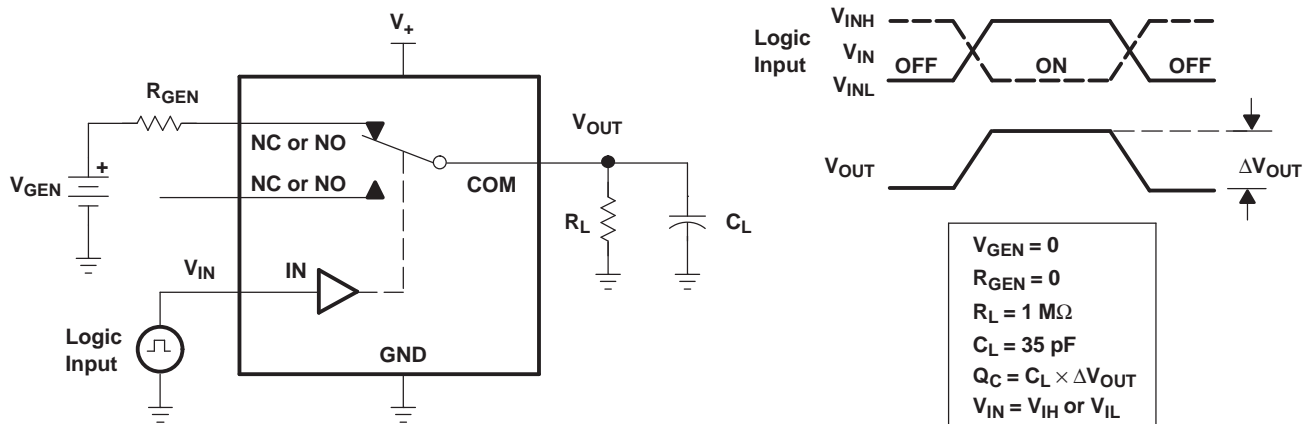 V+
RGEN
NC or NO
VOUT
VGEN
+
NC or NO
COM
RL
CL
VIN
IN
Logic
Input
GND
VINH
Logic
Input
VIN
OFF
ON
OFF
VINL
VOUT
ΔVOUT
VGEN = 0
RGEN = 0
RL = 1 MΩ
CL = 35 pF
QC = CL × ΔVOUT
VIN = VIH or VIL